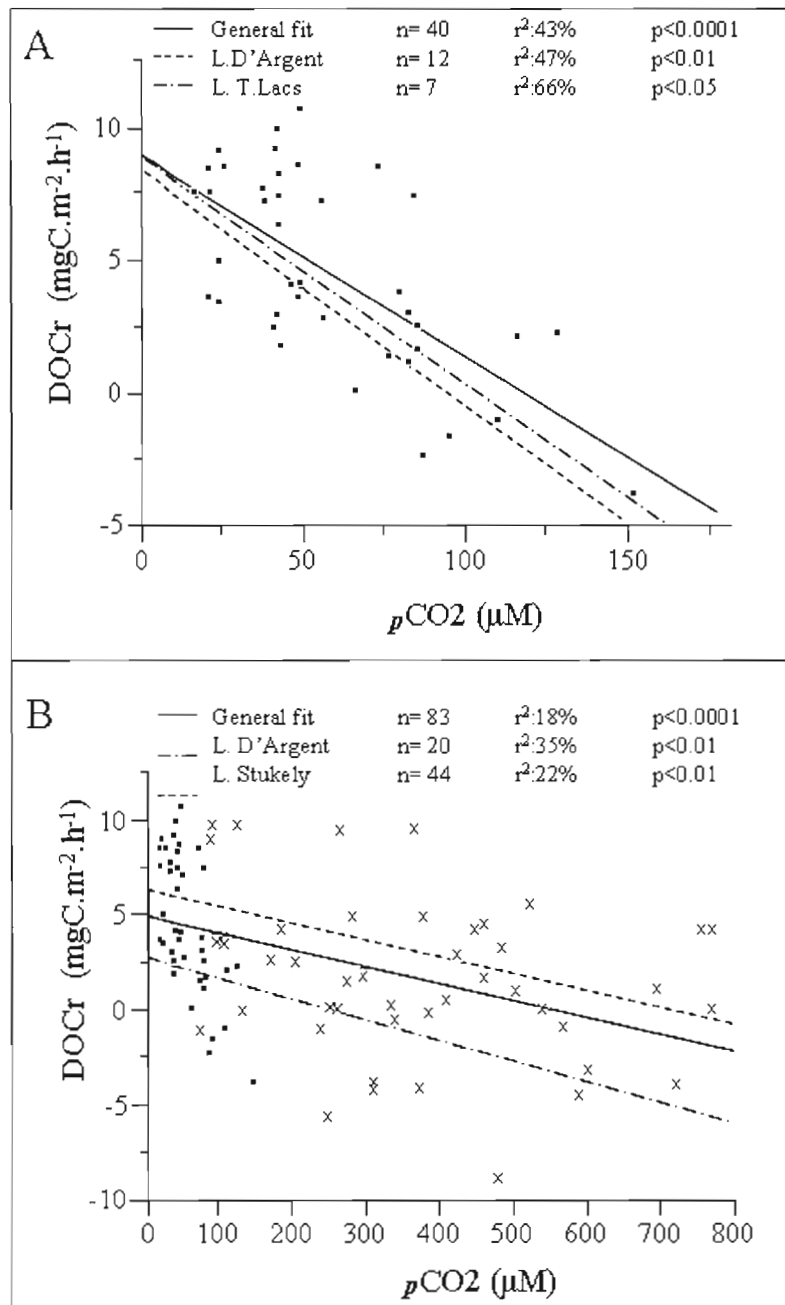 A
General fit n= 40 r²:43% p<0.0001
L.D'Argent n= 12 r²:47% p<0.01
L. T.Lacs n= 7 r²:66% p<0.05
DOCr (mgC.m⁻².h⁻¹)
10
5
0
-5
0 50 100 150
pCO2 (µM)
B
General fit n= 83 r²:18% p<0.0001
L. D'Argent n= 20 r²:35% p<0.01
L. Stukely n= 44 r²:22% p<0.01
DOCr (mgC.m⁻².h⁻¹)
10
5
0
-5
-10
0 100 200 300 400 500 600 700 800
pCO2 (µM)